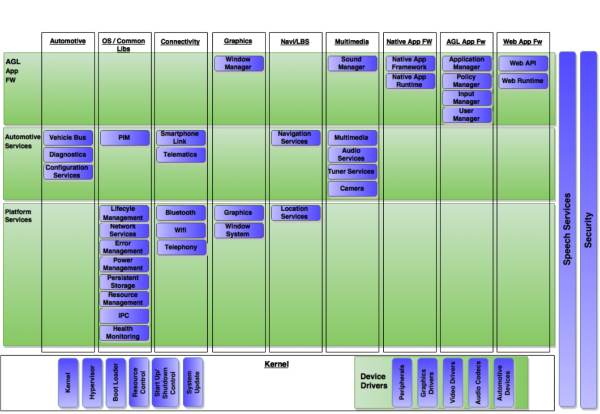 Automotive
OS / Common
Libs
Connectivity
Graphics
Navi/LBS
Multimedia
Native App FW
AGL App Fw
Web App Fw
AGL
App
FW
Window
Manager
Sound
Manager
Native App
Framework
Native App
Runtime
Application
Manager
Policy
Manager
Input
Manager
User
Manager
Web API
Web Runtime
Automotive
Services
Vehicle Bus
Diagnostics
Configuration
Services
PIM
Smartphone
Link
Telematics
Navigation
Services
Multimedia
Audio
Services
Tuner Services
Camera
Platform
Services
Lifecyle
Management
Network
Services
Error
Management
Power
Management
Persistent
Storage
Resource
Management
IPC
Health
Monitoring
Bluetooth
Wifi
Telephony
Graphics
Window
System
Location
Services
Speech Services
Security
Kernel
Kernel
Hypervisor
Boot Loader
Resource
Control
Start Up/
Shutdown
Control
System
Update
Device
Drivers
Peripherals
Graphics
Drivers
Video Drivers
Audio Codecs
Automotive
Devices